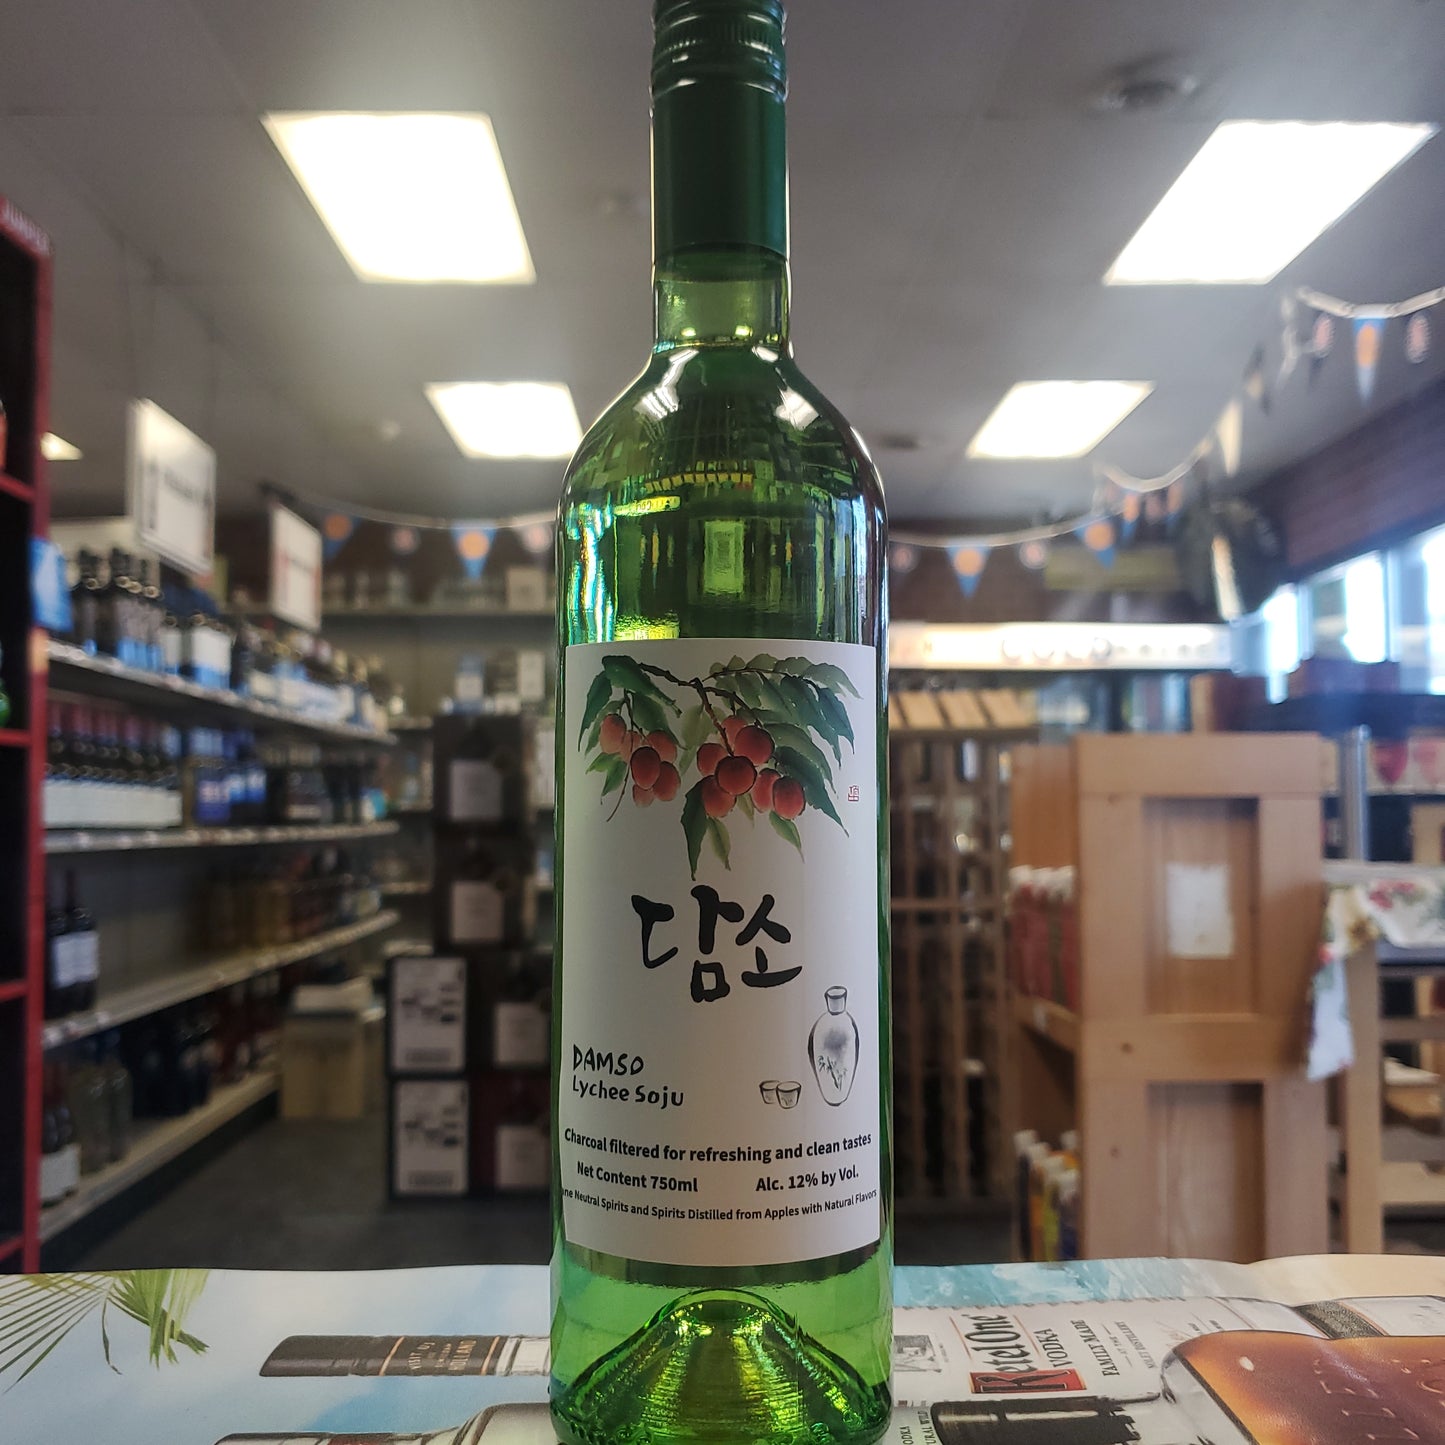 담소
DAMSO
Lychee Soju
Charcoal filtered for refreshing and clean tastes
Net Content 750ml Alc. 12% by Vol.
Neutral Spirits and Spirits Distilled from Apples with Natural Flavors
Ketel One
VODKA
FAMILY MADE